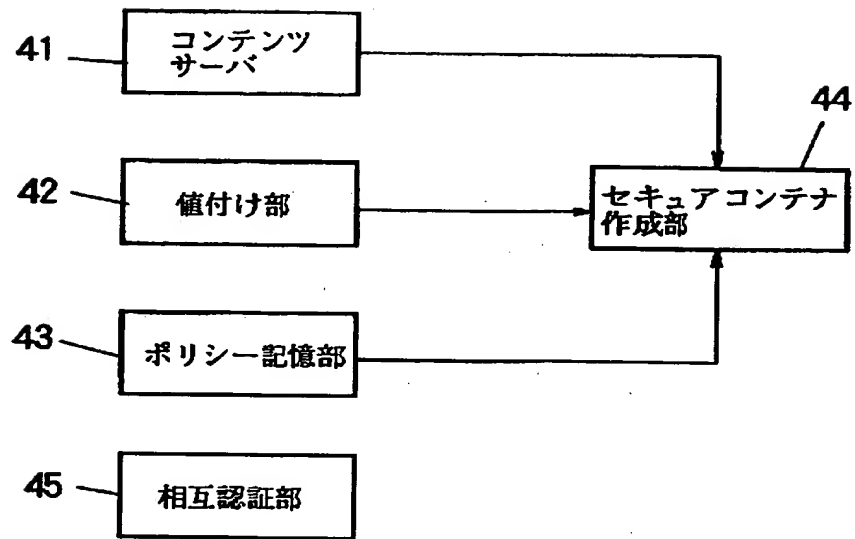 41
コンテンツ
サーバ
44
42
値付け部
セキュアコンテナ
作成部
43
ポリシー記憶部
45
相互認証部